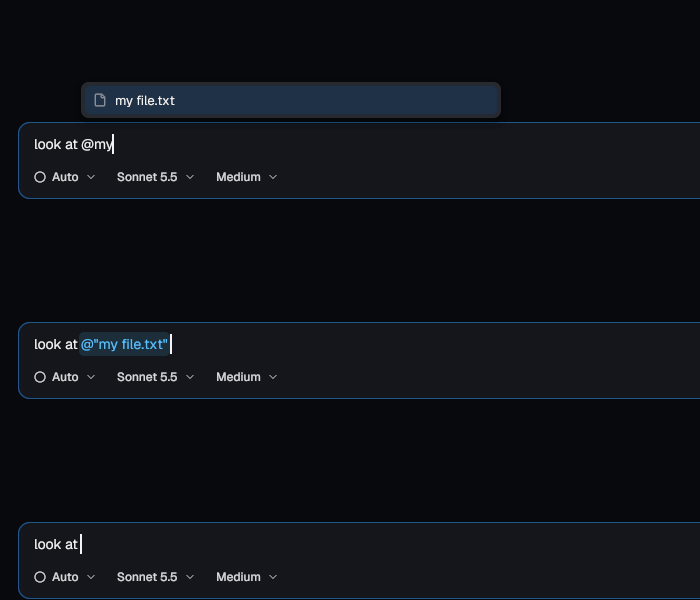 my file.txt
look at @my
Auto Sonnet 5.5 Medium
look at @"my file.txt"
Auto Sonnet 5.5 Medium
look at
Auto Sonnet 5.5 Medium